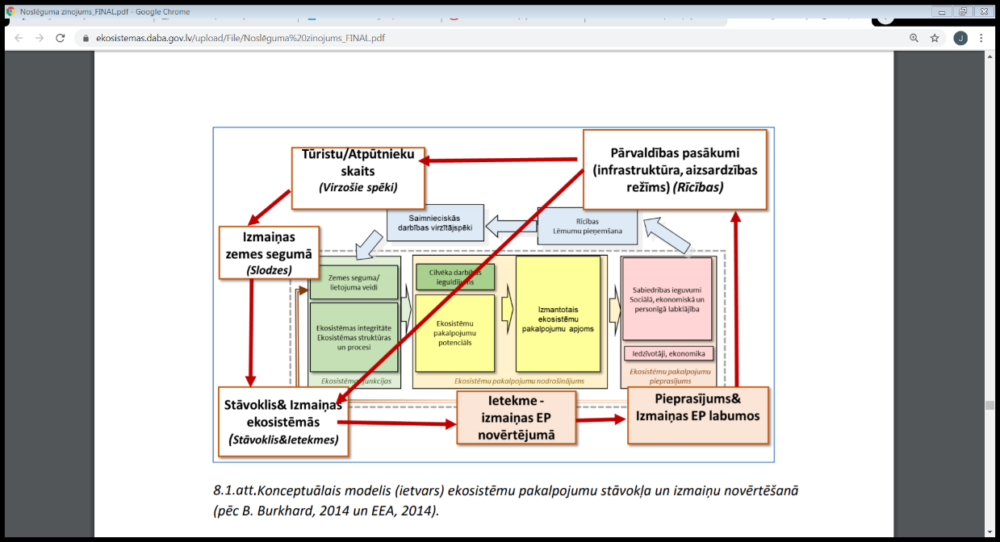 Noslēguma zinojums_FINAL.pdf - Google Chrome
ekosistemas.daba.gov.lv/upload/File/Noslēguma%20zinojums_FINAL.pdf
J
Tūristu/Atpūtnieku
skaits
(Virzošie spēki)
Pārvaldības pasākumi
(infrastruktūra, aizsardzības
režīms) (Rīcības)
Saimnieciskās
darbības virzītājspēki
Rīcības
Lēmumu pieņemšana
Izmaiņas
zemes segumā
(Slodzes)
Zemes seguma/
lietojuma veidi
Ekosistēmas integritāte
Ekosistēmas struktūras
un procesi
Ekosistēmas funkcijas
Cilvēka darbības
ieguldījums
Ekosistēmu
pakalpojumu
potenciāls
Izmantotais
ekosistēmu
pakalpojumu apjoms
Ekosistēmu pakalpojumu nodrošinājums
Sabiedrības ieguvumi
Sociālā, ekonomiskā un
personīgā labklājība
Iedzīvotāji, ekonomika
Ekosistēmu pakalpojumu
pieprasījums
Stāvoklis& Izmaiņas
ekosistēmās
(Stāvoklis&Ietekmes)
Ietekme -
izmaiņas EP
novērtējumā
Pieprasījums&
Izmaiņas EP labumos
8.1.att.Konceptuālais modelis (ietvars) ekosistēmu pakalpojumu stāvokļa un izmaiņu novērtēšanā
(pēc B. Burkhard, 2014 un EEA, 2014).